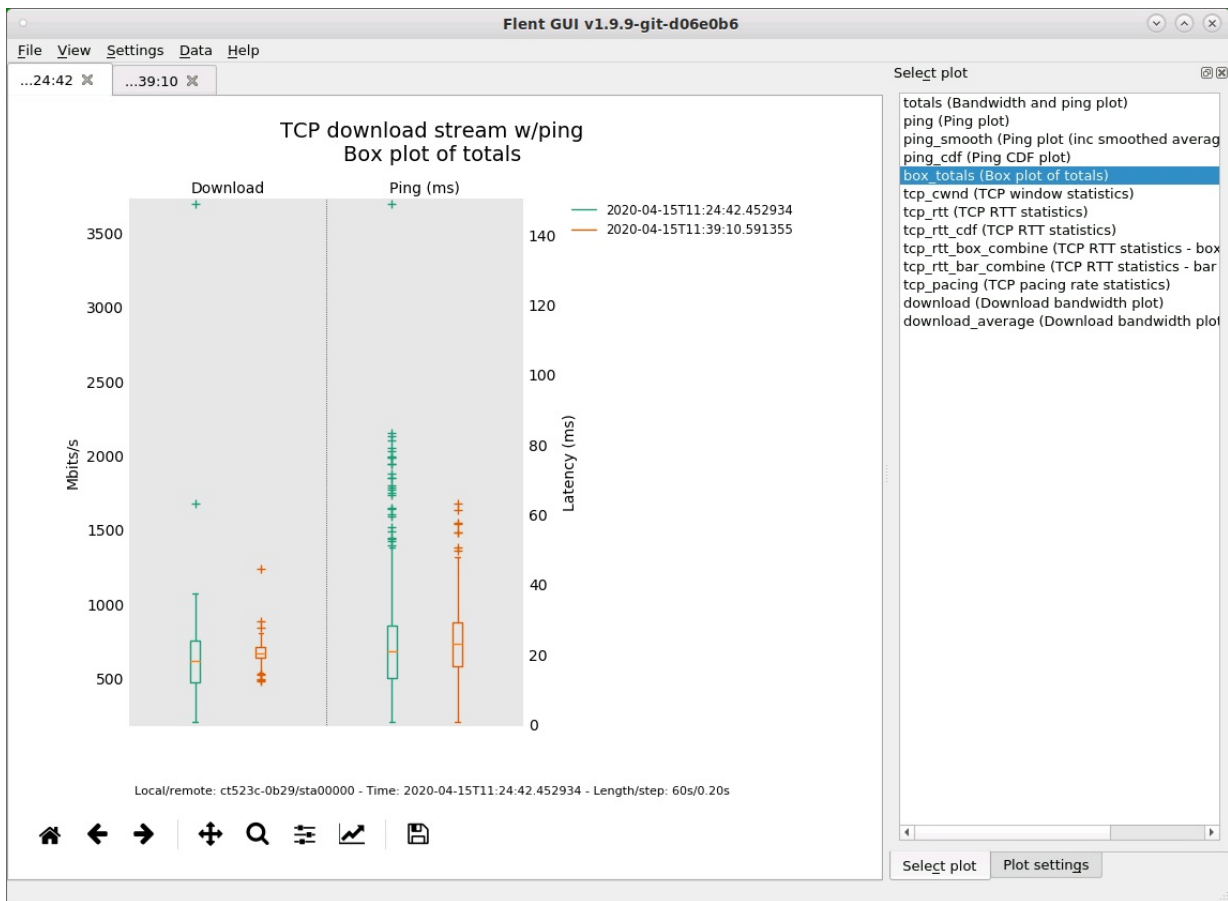 Flent GUI v1.9.9-git-d06e0b6
File View Settings Data Help
...24:42
...39:10
TCP download stream w/ping
Box plot of totals
Download
Ping (ms)
2020-04-15T11:24:42.452934
2020-04-15T11:39:10.591355
3500
3000
2500
2000
1500
1000
500
Mbits/s
140
120
100
80
60
40
20
0
Latency (ms)
Local/remote: ct523c-0b29/sta00000 - Time: 2020-04-15T11:24:42.452934 - Length/step: 60s/0.20s
Select plot
totals (Bandwidth and ping plot)
ping (Ping plot)
ping_smooth (Ping plot (inc smoothed averag
ping_cdf (Ping CDF plot)
box_totals (Box plot of totals)
tcp_cwnd (TCP window statistics)
tcp_rtt (TCP RTT statistics)
tcp_rtt_cdf (TCP RTT statistics)
tcp_rtt_box_combine (TCP RTT statistics - box
tcp_rtt_bar_combine (TCP RTT statistics - bar
tcp_pacing (TCP pacing rate statistics)
download (Download bandwidth plot)
download_average (Download bandwidth plot
Select plot
Plot settings